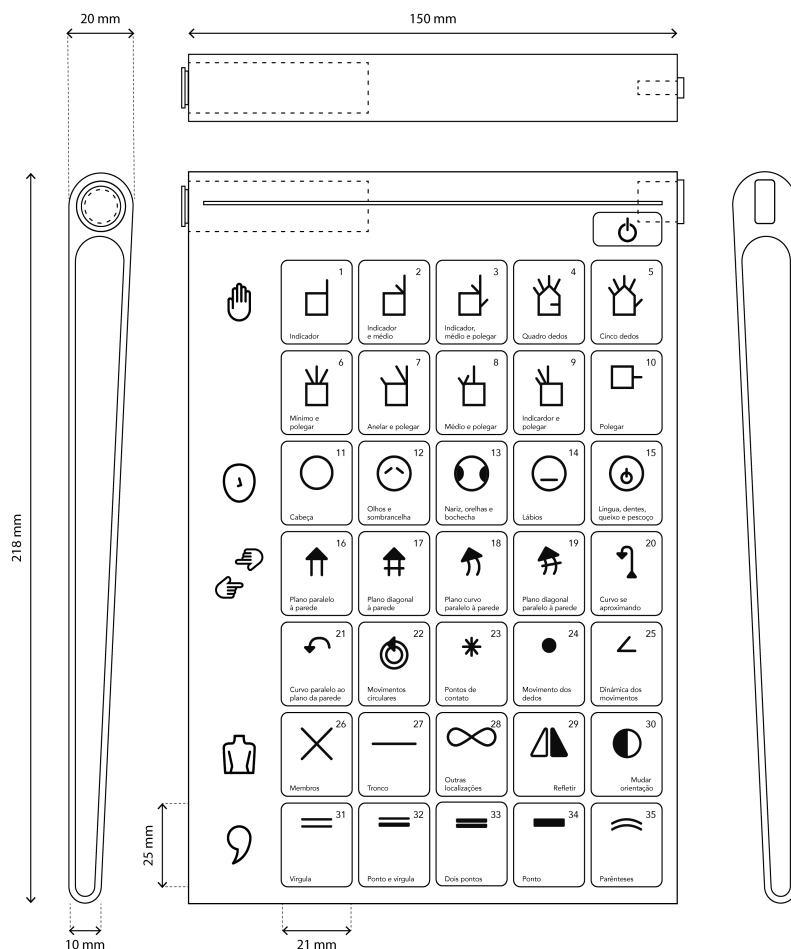 20 mm
150 mm
218 mm
1
Indicador
2
Indicador
e médio
3
Indicador,
médio e polegar
4
Quadro dedos
5
Cinco dedos
6
Mínimo e
polegar
7
Anelar e polegar
8
Médio e polegar
9
Indicardor e
polegar
10
Polegar
11
Cabeça
12
Olhos e
sombrancelha
13
Nariz, orelhas e
bochecha
14
Lábios
15
Lingua, dentes,
queixo e pescoço
16
Plano paralelo
à parede
17
Plano diagonal
à parede
18
Plano curvo
paralelo à parede
19
Plano diagonal
paralelo à parede
20
Curvo se
aproximando
21
Curvo paralelo ao
plano da parede
22
Movimentos
circulares
23
Pontos de
contato
24
Movimento dos
dedos
25
Dinâmica dos
movimentos
26
Membros
27
Tronco
28
Outras
localizações
29
Refletir
30
Mudar
orientação
25 mm
31
Vírgula
32
Ponto e vírgula
33
Dois pontos
34
Ponto
35
Parênteses
10 mm
21 mm